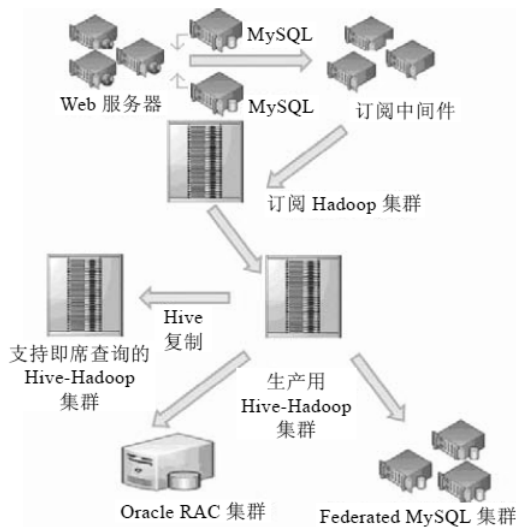 MySQL
MySQL
Web 服务器
订阅中间件
订阅 Hadoop 集群
Hive
复制
支持即席查询的
Hive-Hadoop
集群
生产用
Hive-Hadoop
集群
Oracle RAC 集群
Federated MySQL 集群